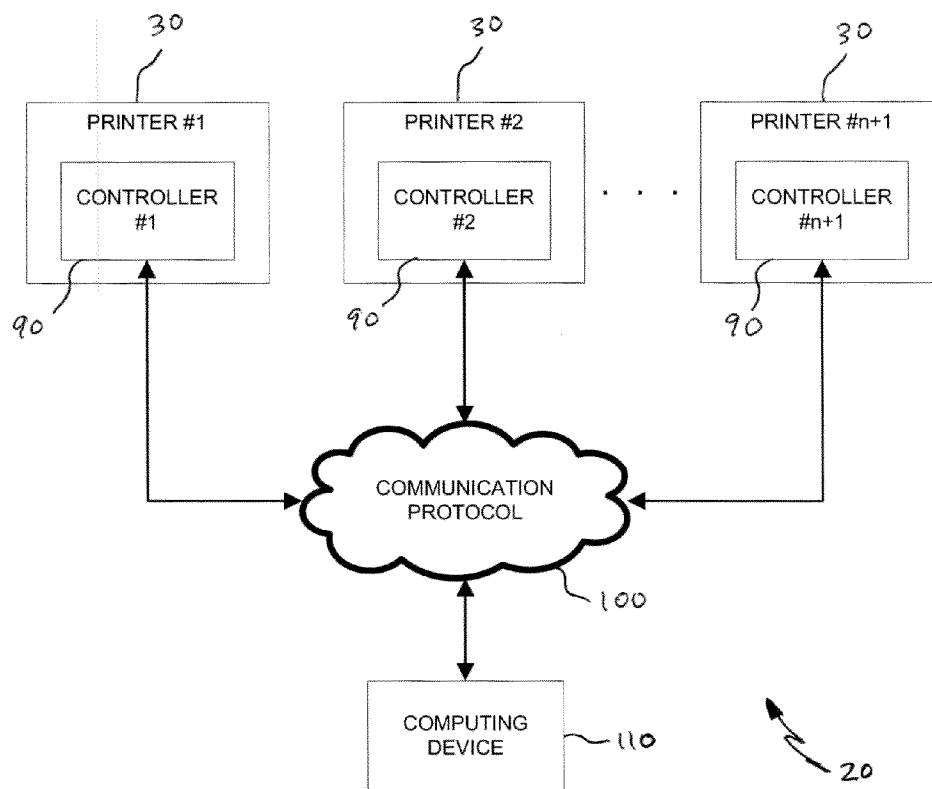 30
30
30
PRINTER #1
PRINTER #2
PRINTER #n+1
CONTROLLER
#1
CONTROLLER
#2
. . .
CONTROLLER
#n+1
90
90
90
COMMUNICATION
PROTOCOL
100
COMPUTING
DEVICE
110
20